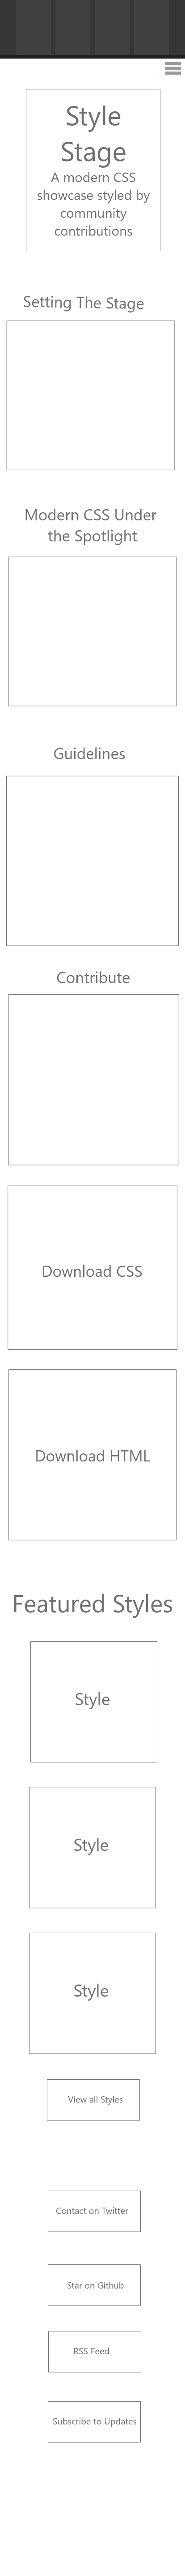 Style
Stage
A modern CSS
showcase styled by
community
contributions
Setting The Stage
Modern CSS Under
the Spotlight
Guidelines
Contribute
Download CSS
Download HTML
Featured Styles
Style
Style
Style
View all Styles
Contact on Twitter
Star on Github
RSS Feed
Subscribe to Updates